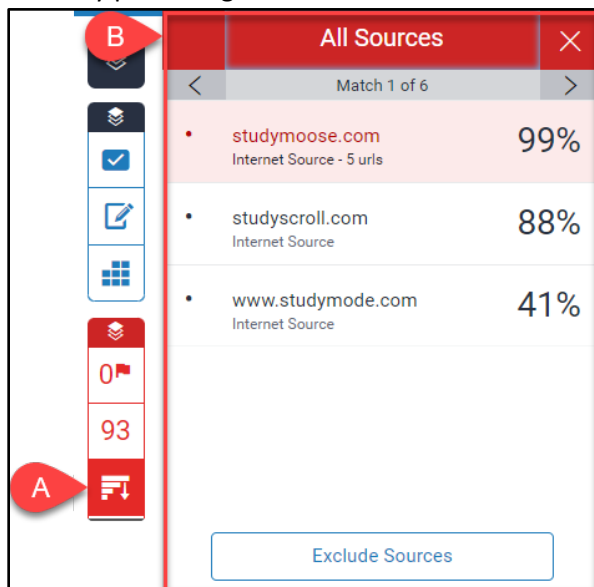 B
All Sources
Match 1 of 6
studymoose.com
99%
Internet Source - 5 urls
studyscroll.com
88%
Internet Source
www.studymode.com
41%
Internet Source
0
93
A
Exclude Sources